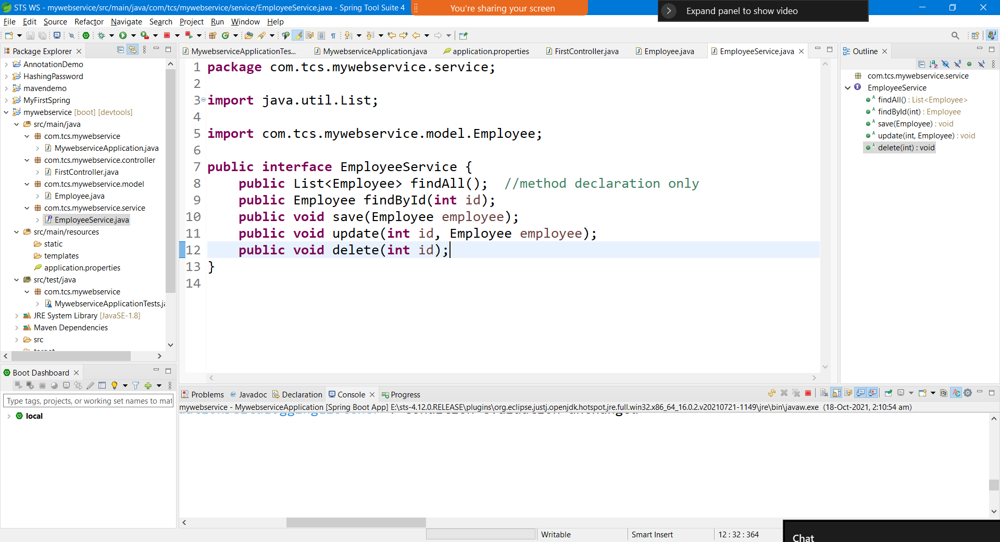 STS WS - mywebservice/src/main/java/com/tcs/mywebservice/service/EmployeeService.java - Spring Tool Suite 4
You're sharing your screen
Expand panel to show video
File Edit Source Refactor Navigate Search Project Run Window Help
Package Explorer
AnnotationDemo
HashingPassword
mavendemo
MyFirstSpring
mywebservice [boot] [devtools]
src/main/java
com.tcs.mywebservice
MywebserviceApplication.java
com.tcs.mywebservice.controller
FirstController.java
com.tcs.mywebservice.model
Employee.java
com.tcs.mywebservice.service
EmployeeService.java
src/main/resources
static
templates
application.properties
src/test/java
com.tcs.mywebservice
MywebserviceApplicationTests.ja
JRE System Library [JavaSE-1.8]
Maven Dependencies
src
target
Boot Dashboard
Type tags, projects, or working set names to mat
local
MywebserviceApplicationTes... MywebserviceApplication.java application.properties FirstController.java Employee.java EmployeeService.java
1 package com.tcs.mywebservice.service;
2
3 import java.util.List;
4
5 import com.tcs.mywebservice.model.Employee;
6
7 public interface EmployeeService {
8 public List<Employee> findAll(); //method declaration only
9 public Employee findById(int id);
10 public void save(Employee employee);
11 public void update(int id, Employee employee);
12 public void delete(int id);
13 }
14
Outline
com.tcs.mywebservice.service
EmployeeService
findAll() : List<Employee>
findById(int) : Employee
save(Employee) : void
update(int, Employee) : void
delete(int) : void
Problems @ Javadoc Declaration Console Progress
mywebservice - MywebserviceApplication [Spring Boot App] E:\sts-4.12.0.RELEASE\plugins\org.eclipse.justj.openjdk.hotspot.jre.full.win32.x86_64_16.0.2.v20210721-1149\jre\bin\javaw.exe (18-Oct-2021, 2:10:54 am)
Writable Smart Insert 12 : 32 : 364
Chat